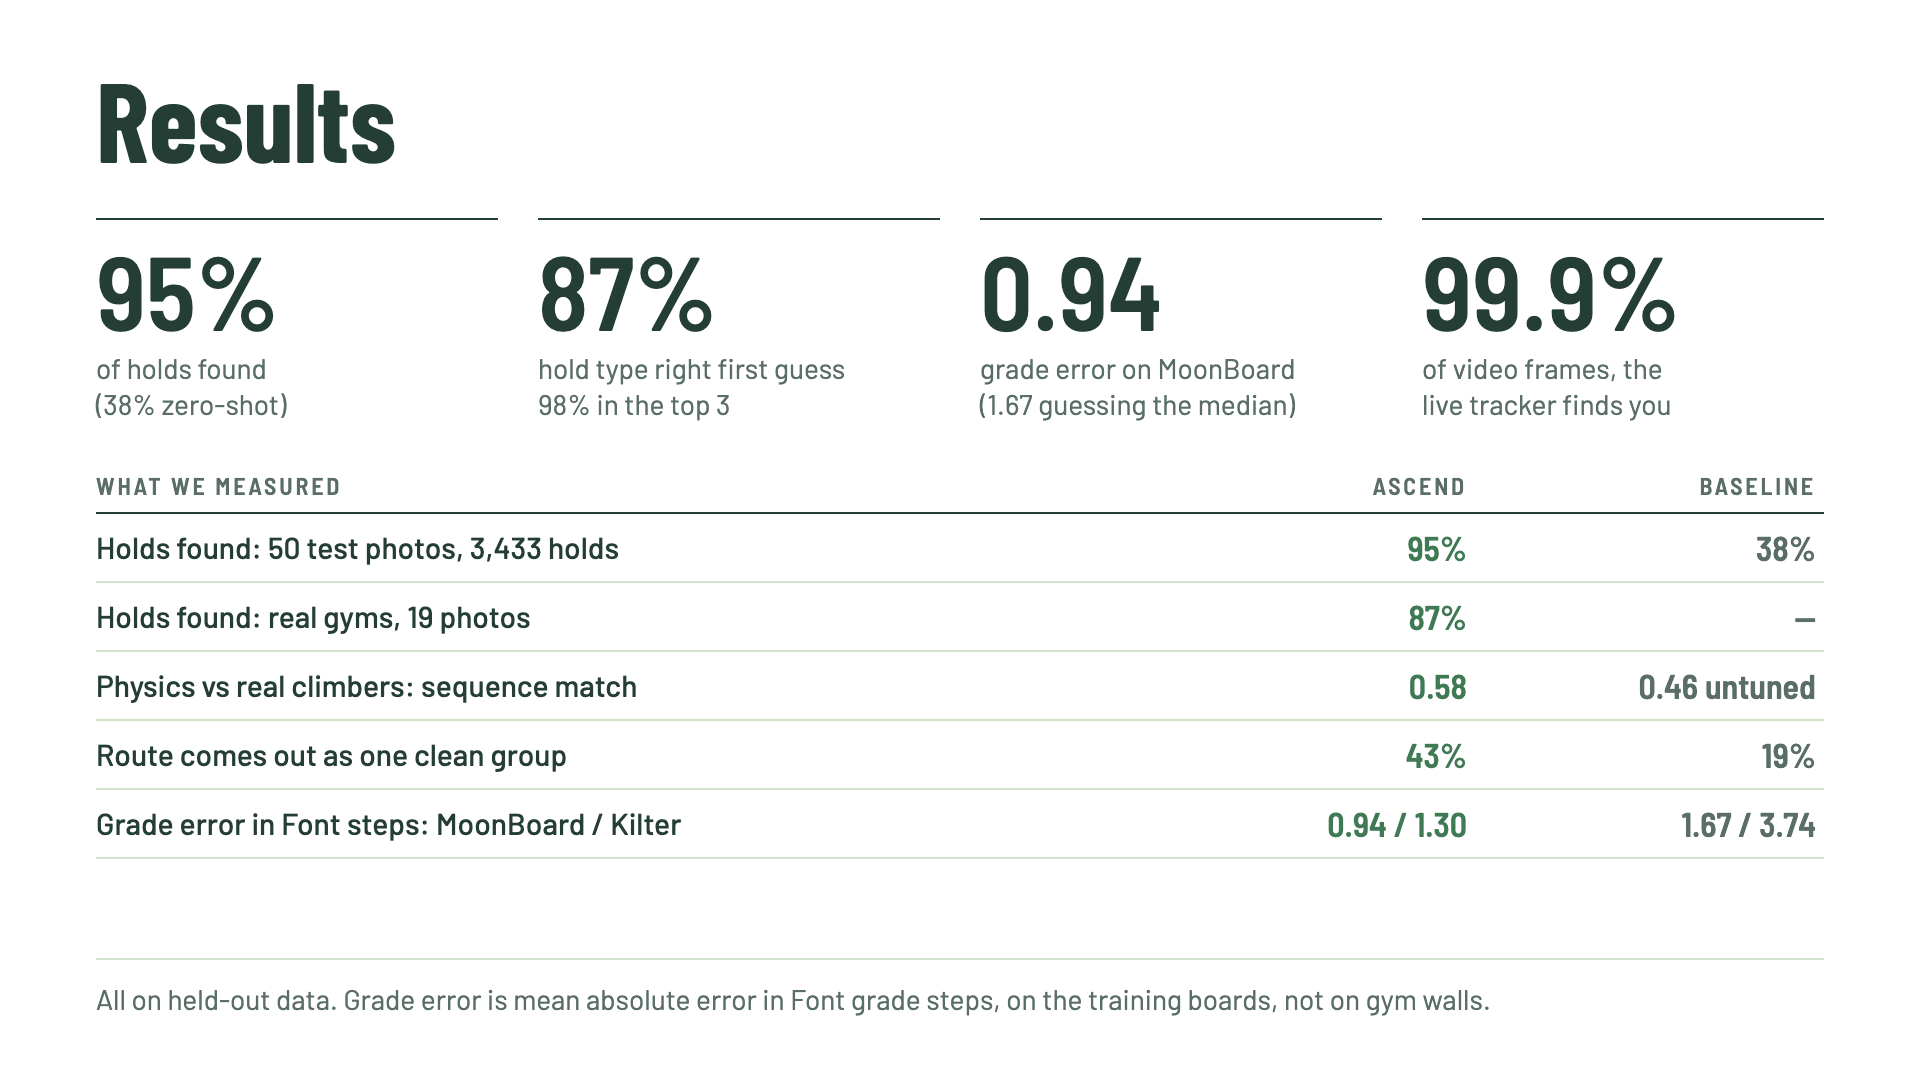 Results
95%
of holds found
(38% zero-shot)
87%
hold type right first guess
98% in the top 3
0.94
grade error on MoonBoard
(1.67 guessing the median)
99.9%
of video frames, the
live tracker finds you
WHAT WE MEASURED ASCEND BASELINE
Holds found: 50 test photos, 3,433 holds 95% 38%
Holds found: real gyms, 19 photos 87% –
Physics vs real climbers: sequence match 0.58 0.46 untuned
Route comes out as one clean group 43% 19%
Grade error in Font steps: MoonBoard / Kilter 0.94 / 1.30 1.67 / 3.74
All on held-out data. Grade error is mean absolute error in Font grade steps, on the training boards, not on gym walls.